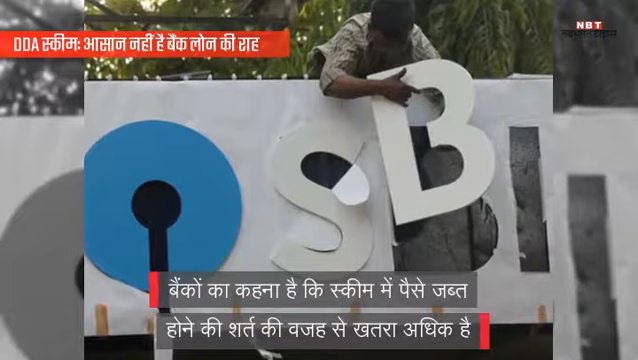 NBT
DDA स्कीमः आसान नहीं है बैंक लोन की राह
SBI
बैंकों का कहना है कि स्कीम में पैसे जब्त
होने की शर्त की वजह से खतरा अधिक है